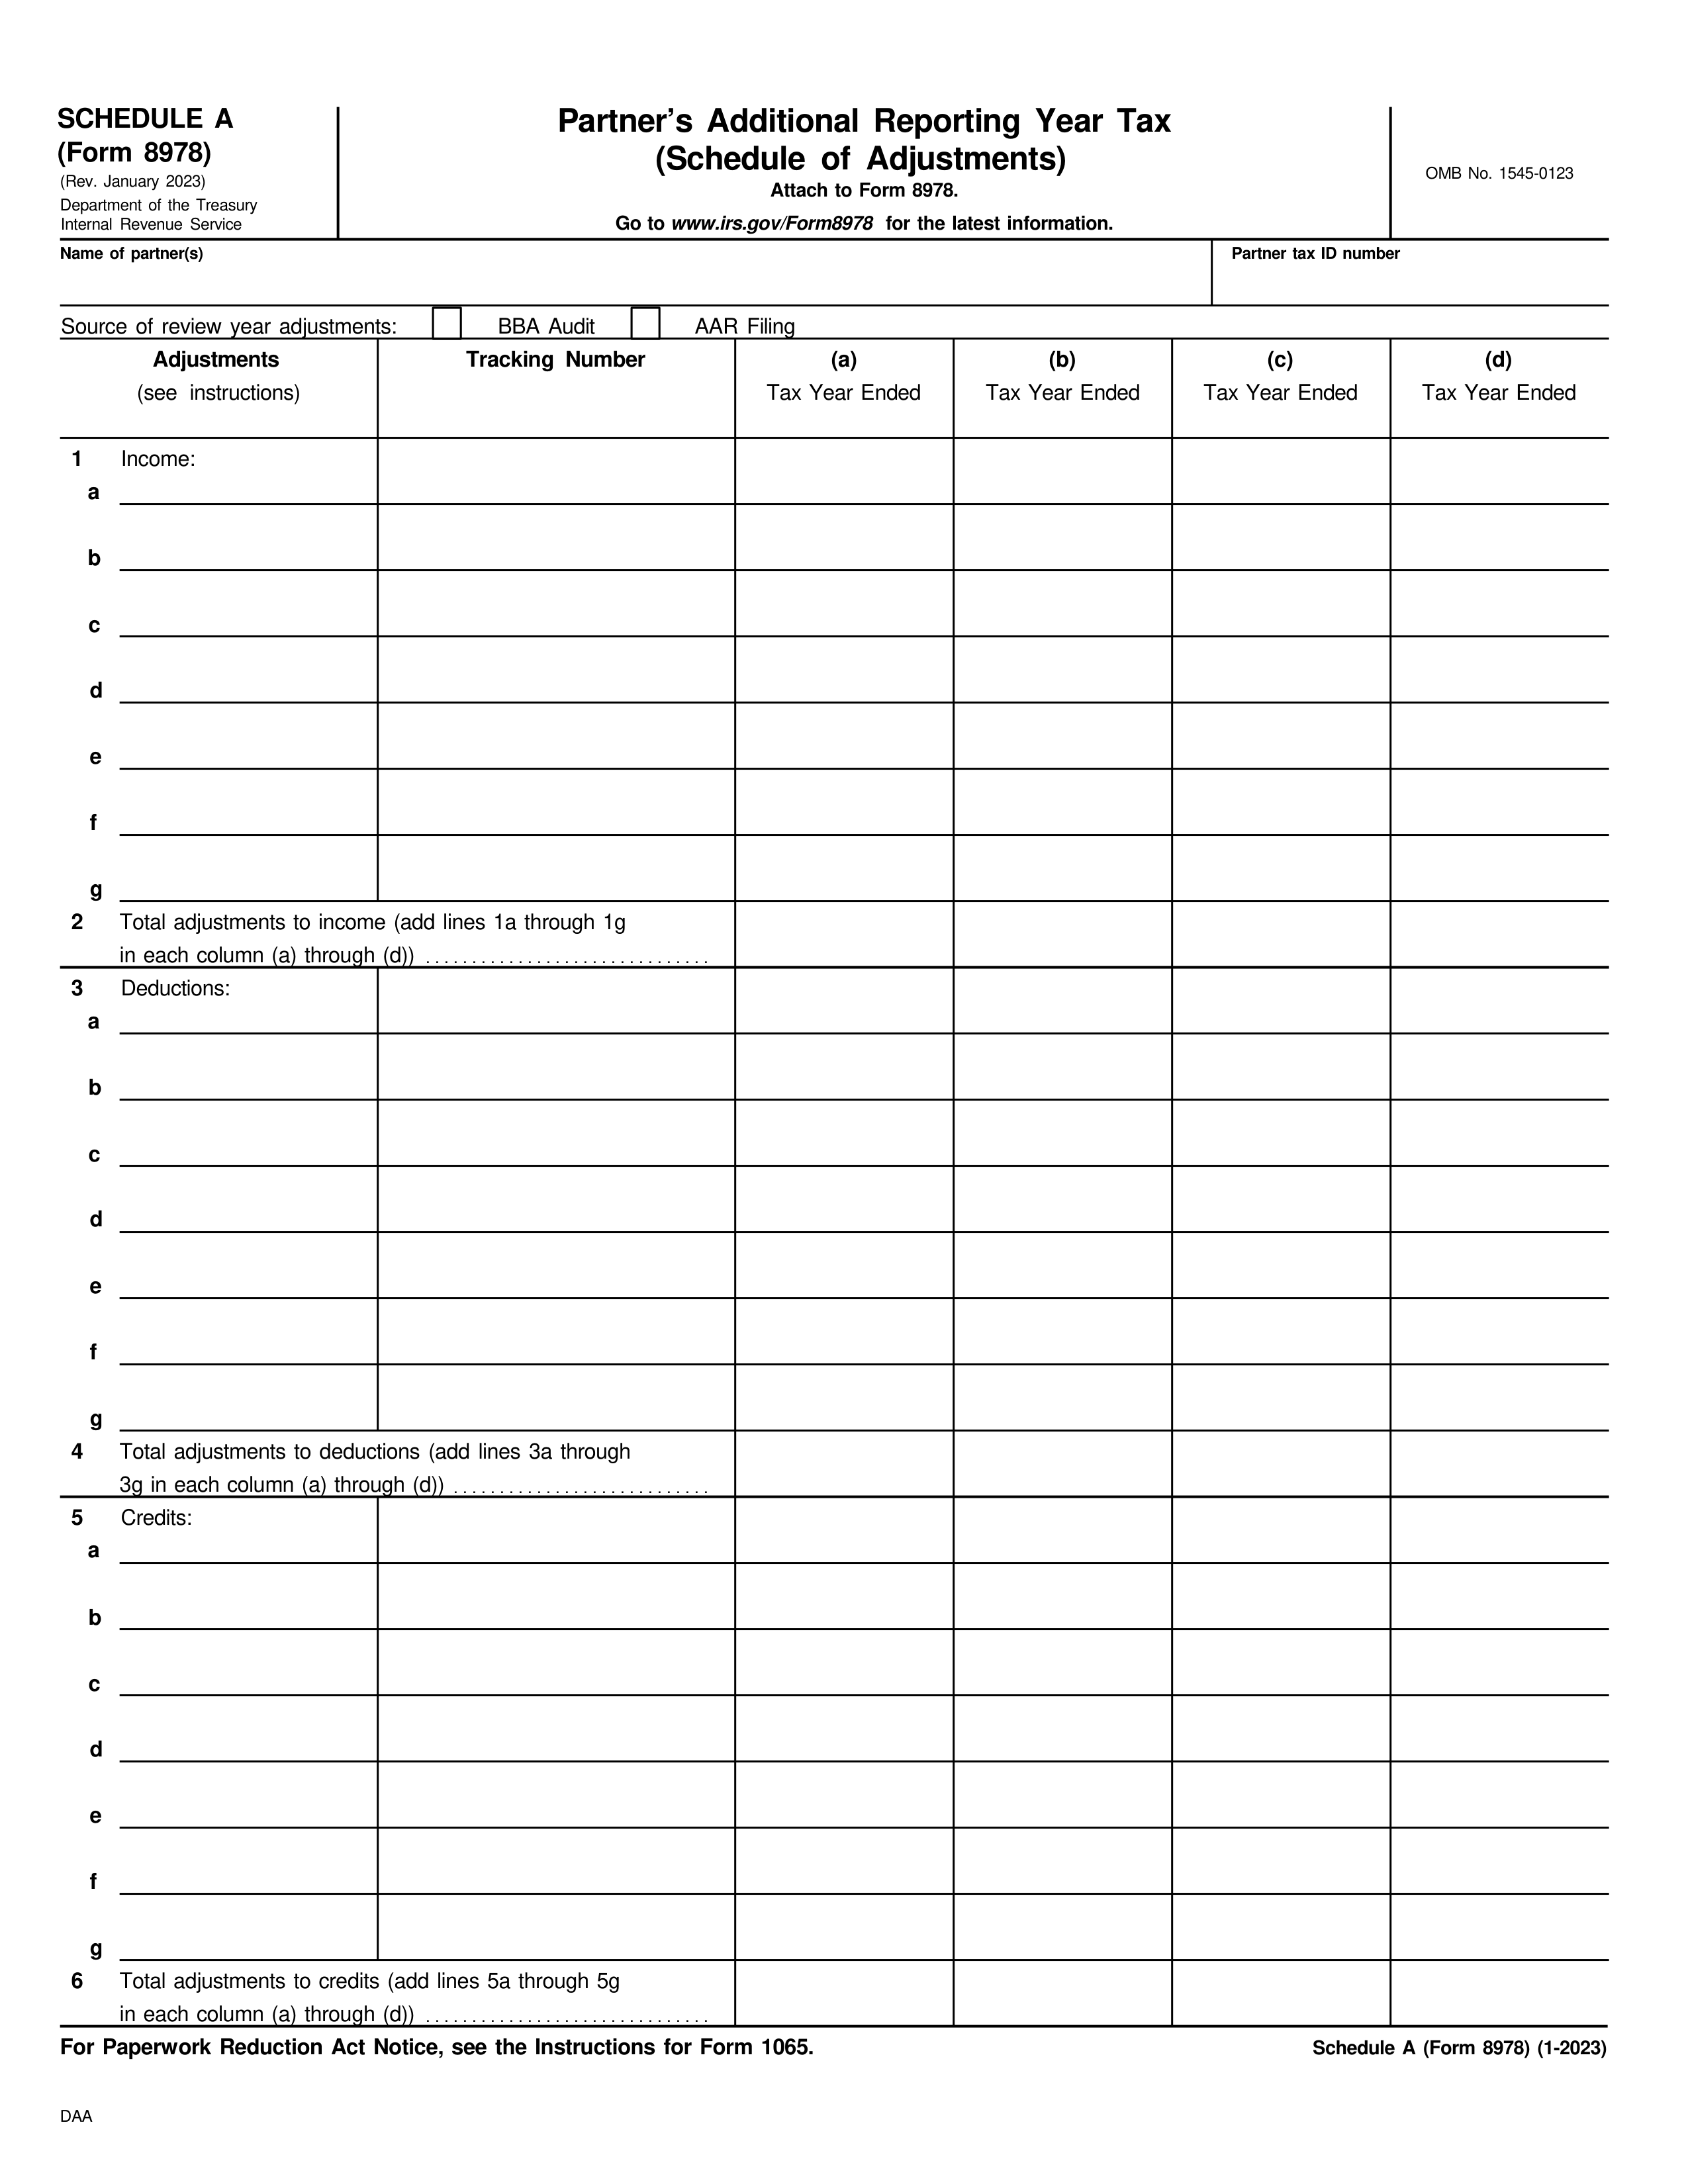 SCHEDULE A
(Form 8978)
(Rev. January 2023)
Department of the Treasury
Internal Revenue Service
Partner's Additional Reporting Year Tax
(Schedule of Adjustments)
Attach to Form 8978.
Go to www.irs.gov/Form8978 for the latest information.
OMB No. 1545-0123
Name of partner(s)
Partner tax ID number
Source of review year adjustments: BBA Audit AAR Filing
Adjustments Tracking Number (a) (b) (c) (d)
(see instructions) Tax Year Ended Tax Year Ended Tax Year Ended Tax Year Ended
1 Income:
a
b
c
d
e
f
g
2 Total adjustments to income (add lines 1a through 1g
in each column (a) through (d)) ...............................
3 Deductions:
a
b
c
d
e
f
g
4 Total adjustments to deductions (add lines 3a through
3g in each column (a) through (d)) ............................
5 Credits:
a
b
c
d
e
f
g
6 Total adjustments to credits (add lines 5a through 5g
in each column (a) through (d)) ...............................
For Paperwork Reduction Act Notice, see the Instructions for Form 1065. Schedule A (Form 8978) (1-2023)
DAA